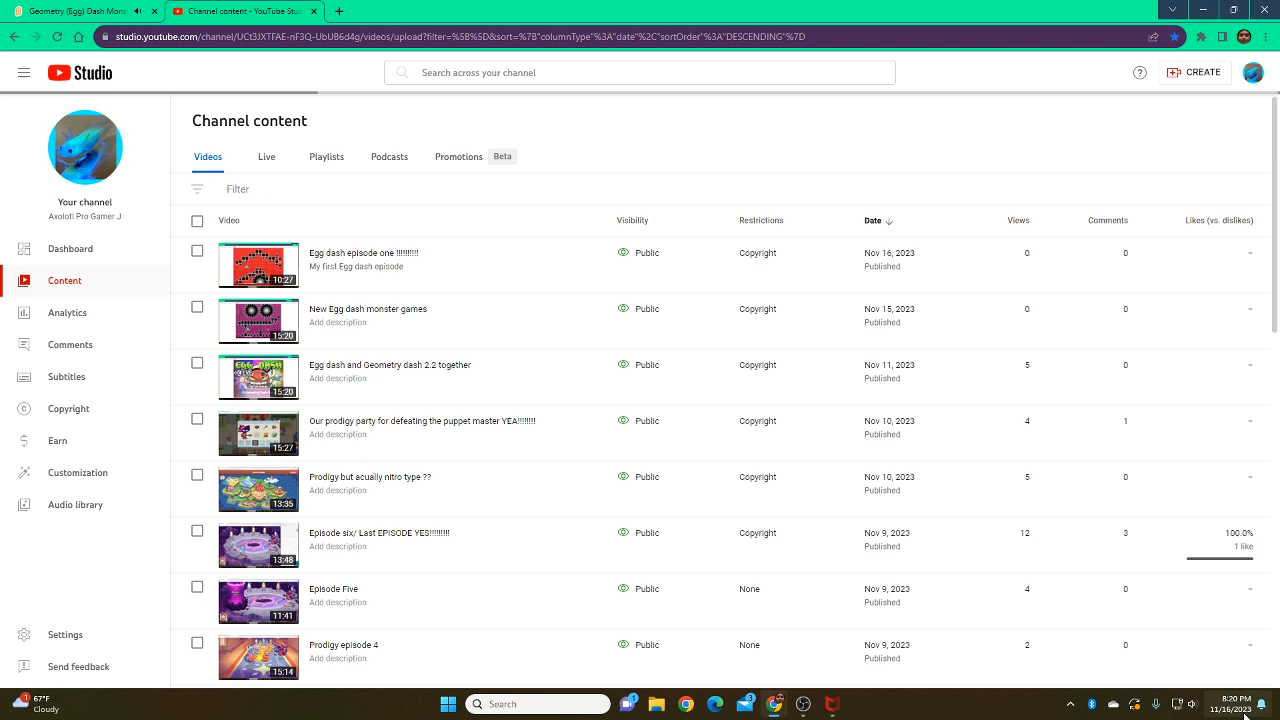 Geometry (Egg) Dash Mons
Content - YouTube Stud
studio.youtube.com/channel/UCt3JXTFAE-nF3Q-UbUB6d4g/videos/upload?filter=%5B%5D&sort=%7B"columnType"%3A"date"%2C"sortOrder"%3A"DESCENDING"%7D
Studio
Search across your channel
CREATE
Your channel
Axolotl Pro Gamer J
Dashboard
Content
Analytics
Comments
Subtitles
Copyright
Earn
Customization
Audio library
Settings
Send feedback
Channel content
Videos Live Playlists Podcasts Promotions Beta
Filter
Video Visibility Restrictions Date Views Comments Likes (vs. dislikes)
10:27 Egg dash episode one !!!!!!!!!! Public Copyright Nov 16, 2023 0 0 –
My first Egg dash episode Published
15:20 New Egg dash monster games Public Copyright Nov 15, 2023 0 0 –
Add description Published
EGG DASH
15:20 Egg dash and Geometry dash 2.2 together Public Copyright Nov 11, 2023 5 0 –
Add description Published
15:27 Our prodigy party for defeating the puppet master YEA!!!!!!!! Public Copyright Nov 10, 2023 4 0 –
Add description Published
13:35 Prodigy but acually nitro type ?? Public Copyright Nov 10, 2023 5 0 –
Add description Published
13:48 Episode six/ Last EPISODE YES!!!!!!!!! Public Copyright Nov 9, 2023 12 0 100.0%
Add description Published 1 like
11:41 Episode Five Public None Nov 9, 2023 4 0 –
Add description Published
15:14 Prodigy episode 4 Public None Nov 9, 2023 2 0 –
Add description Published
1
67°F
Cloudy
Search
1
3
8:20 PM
11/16/2023